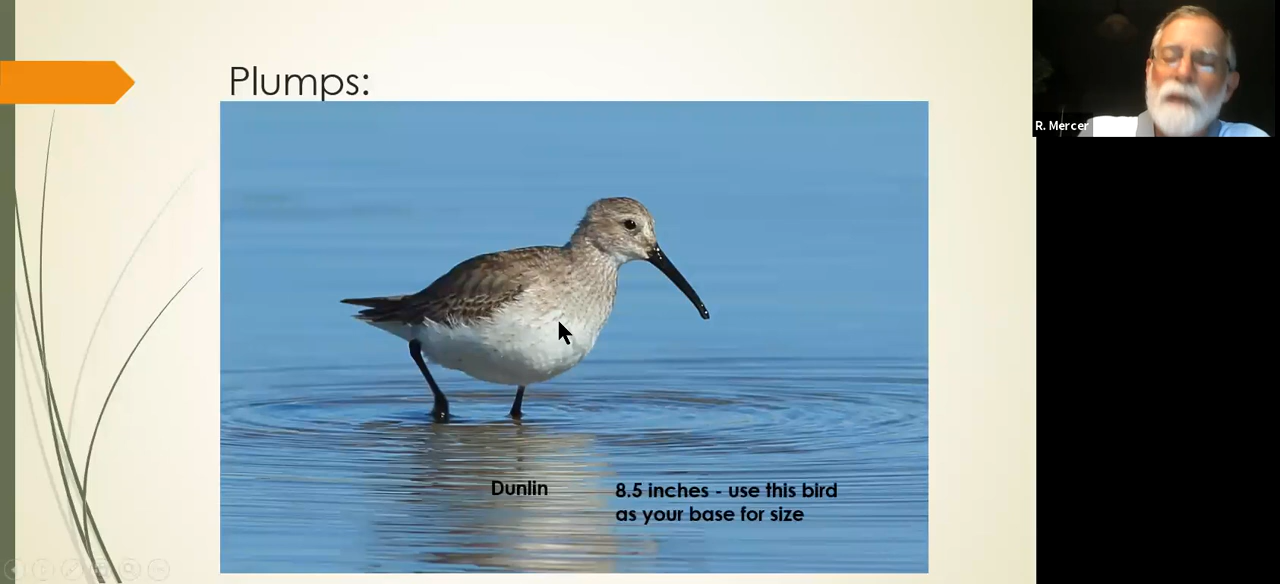 Plumps:
R. Mercer
Dunlin
8.5 inches - use this bird
as your base for size